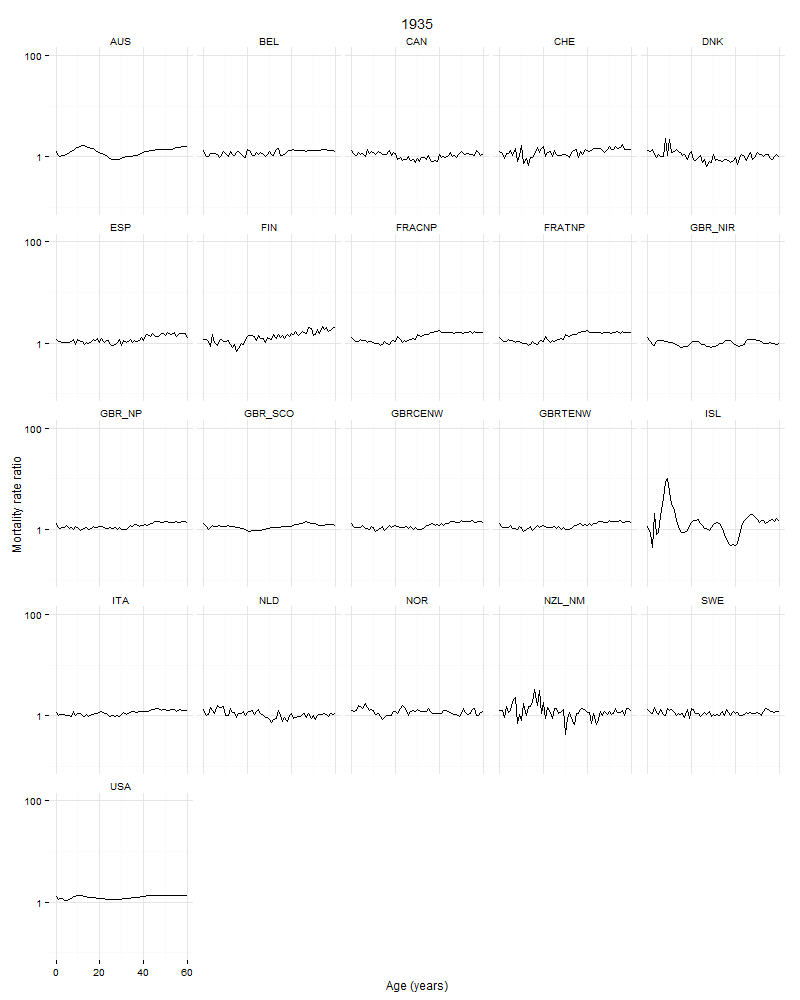 1935
AUS BEL CAN CHE DNK
100
1
ESP FIN FRACNP FRATNP GBR_NIR
100
1
GBR_NP GBR_SCO GBRCENW GBRTENW ISL
100
Mortality rate ratio
1
ITA NLD NOR NZL_NM SWE
100
1
USA
100
1
0 20 40 60
Age (years)